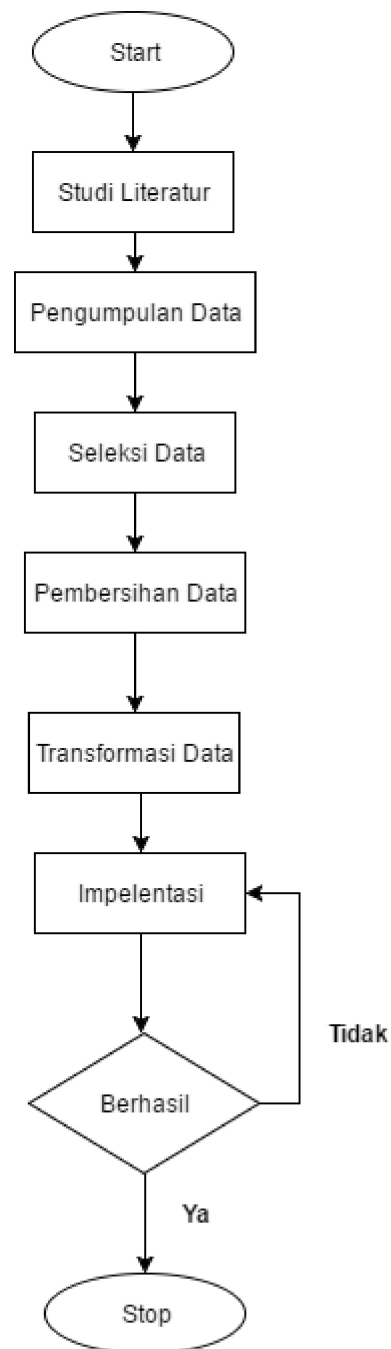 Start
Studi Literatur
Pengumpulan Data
Seleksi Data
Pembersihan Data
Transformasi Data
Impelentasi
Tidak
Berhasil
Ya
Stop